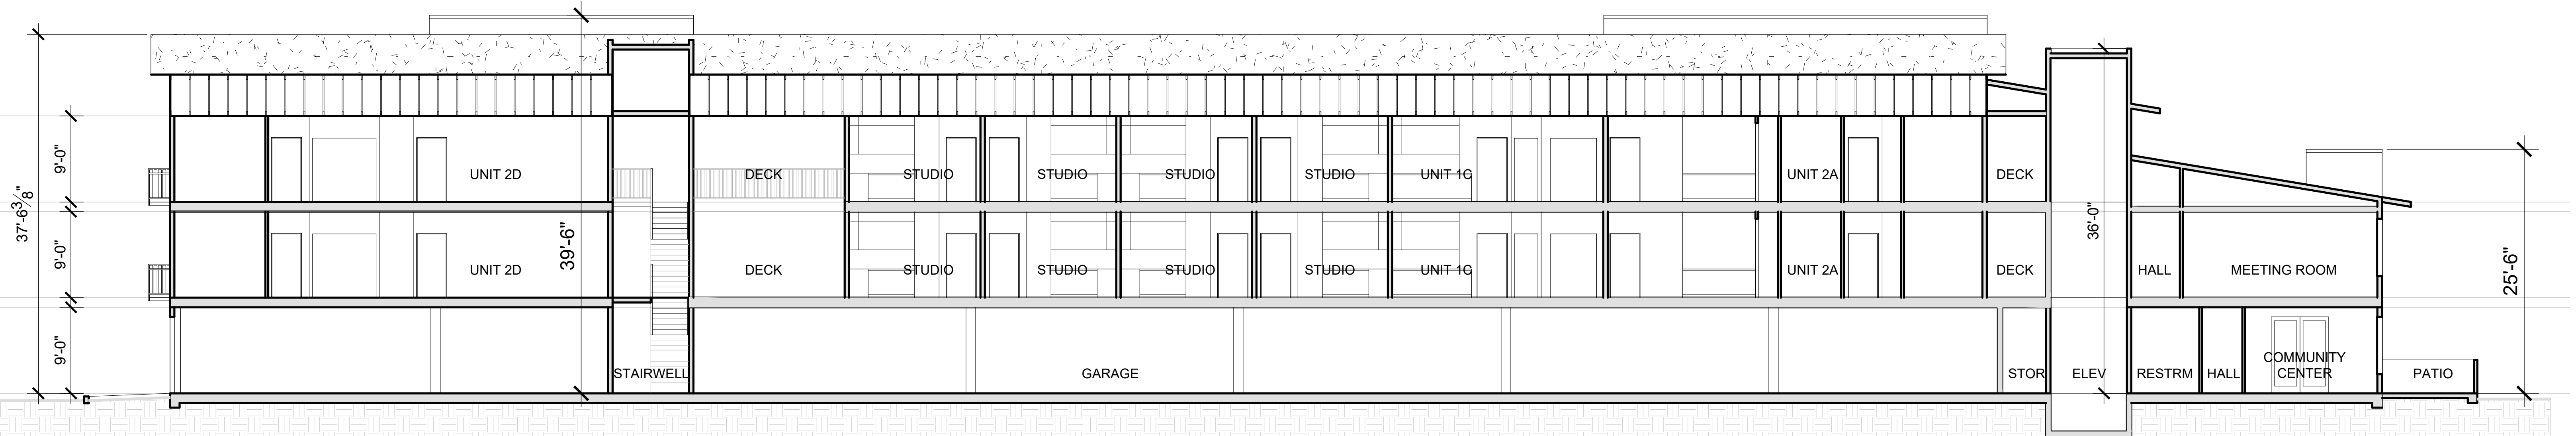 37'-6 3/8"
9'-0"
9'-0"
9'-0"
39'-6"
36'-0"
25'-6"
UNIT 2D DECK STUDIO STUDIO STUDIO STUDIO UNIT 1C UNIT 2A DECK
UNIT 2D DECK STUDIO STUDIO STUDIO STUDIO UNIT 1C UNIT 2A DECK HALL MEETING ROOM
STAIRWELL GARAGE STOR ELEV RESTRM HALL COMMUNITY
CENTER PATIO